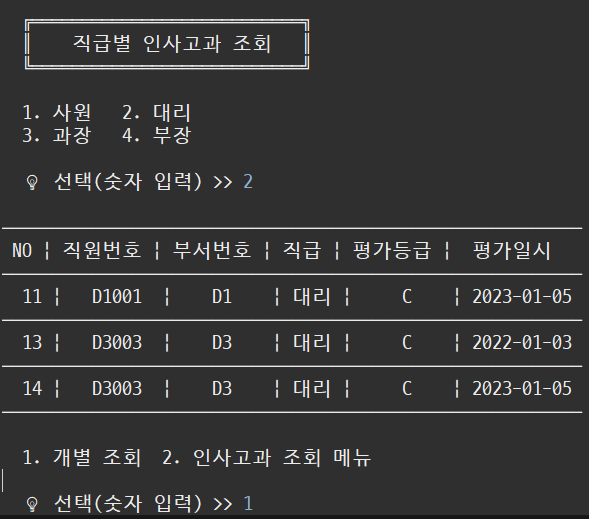 직급별 인사고과 조회
1. 사원 2. 대리
3. 과장 4. 부장
선택(숫자 입력) >> 2
NO ¦ 직원번호 ¦ 부서번호 ¦ 직급 ¦ 평가등급 ¦ 평가일시
11 ¦ D1001 ¦ D1 ¦ 대리 ¦ C ¦ 2023-01-05
13 ¦ D3003 ¦ D3 ¦ 대리 ¦ C ¦ 2022-01-03
14 ¦ D3003 ¦ D3 ¦ 대리 ¦ C ¦ 2023-01-05
1. 개별 조회 2. 인사고과 조회 메뉴
선택(숫자 입력) >> 1